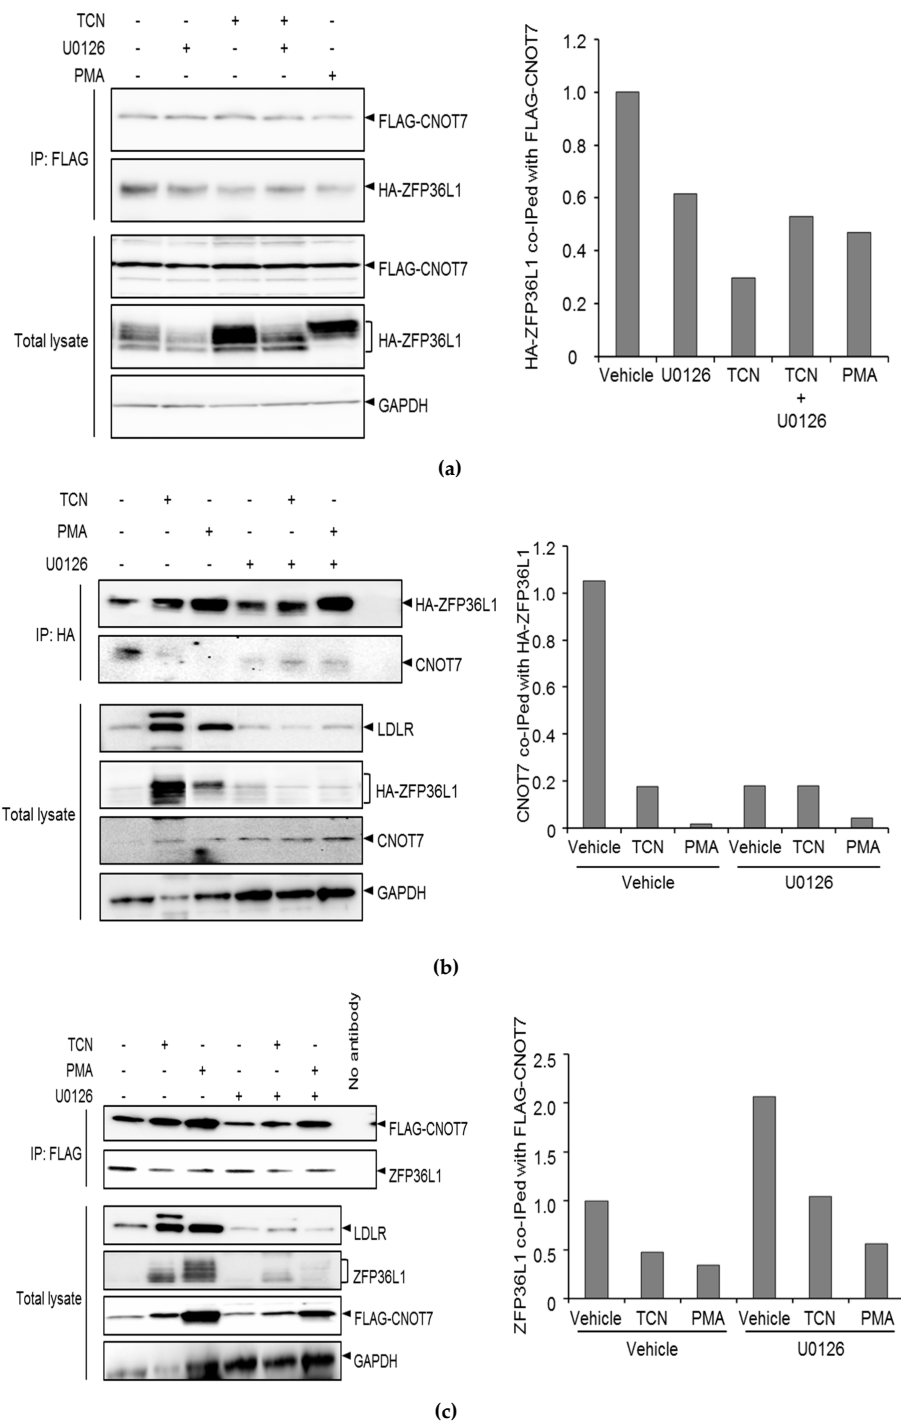 TCN - - + + -
U0126 - + - + -
PMA - - - - +
IP: FLAG
FLAG-CNOT7
HA-ZFP36L1
Total lysate
FLAG-CNOT7
HA-ZFP36L1
GAPDH
HA-ZFP36L1 co-IPed with FLAG-CNOT7
1.2
1.0
0.8
0.6
0.4
0.2
0
Vehicle U0126 TCN TCN + U0126 PMA
(a)
TCN - + - - + -
PMA - - + - - +
U0126 - - - + + +
IP: HA
HA-ZFP36L1
CNOT7
Total lysate
LDLR
HA-ZFP36L1
CNOT7
GAPDH
CNOT7 co-IPed with HA-ZFP36L1
1.2
1.0
0.8
0.6
0.4
0.2
0
Vehicle TCN PMA Vehicle TCN PMA
Vehicle U0126
(b)
No antibody
TCN - + - - + -
PMA - - + - - +
U0126 - - - + + +
IP: FLAG
FLAG-CNOT7
ZFP36L1
Total lysate
LDLR
ZFP36L1
FLAG-CNOT7
GAPDH
ZFP36L1 co-IPed with FLAG-CNOT7
2.5
2.0
1.5
1.0
0.5
0
Vehicle TCN PMA Vehicle TCN PMA
Vehicle U0126
(c)